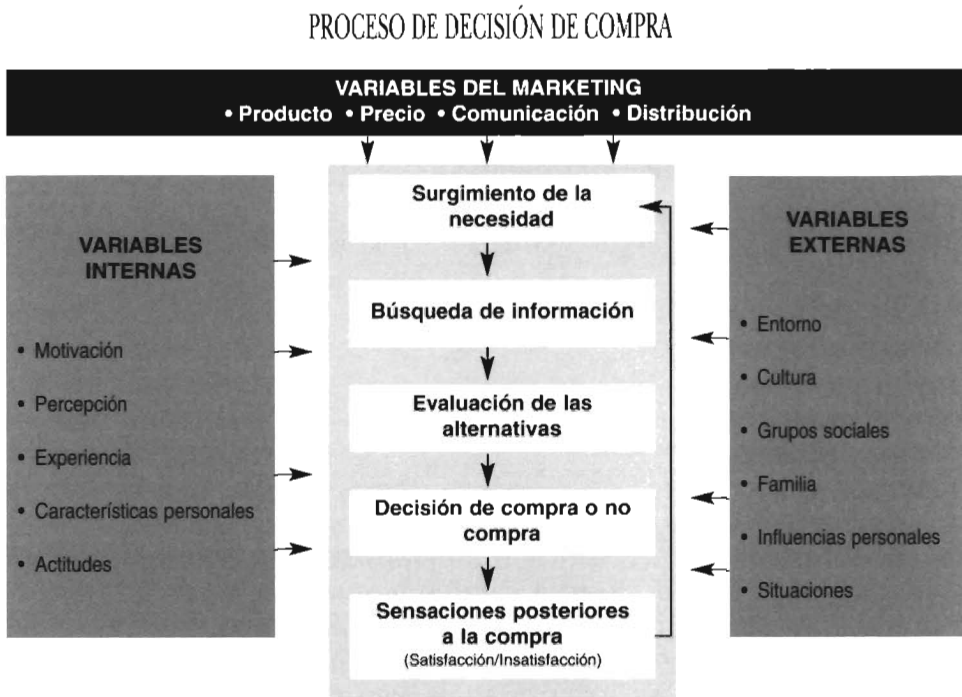 PROCESO DE DECISIÓN DE COMPRA
VARIABLES DEL MARKETING
• Producto • Precio • Comunicación • Distribución
VARIABLES
INTERNAS
• Motivación
• Percepción
• Experiencia
• Características personales
• Actitudes
Surgimiento de la
necesidad
Búsqueda de información
Evaluación de las
alternativas
Decisión de compra o no
compra
Sensaciones posteriores
a la compra
(Satisfacción/Insatisfacción)
VARIABLES
EXTERNAS
• Entorno
• Cultura
• Grupos sociales
• Familia
• Influencias personales
• Situaciones